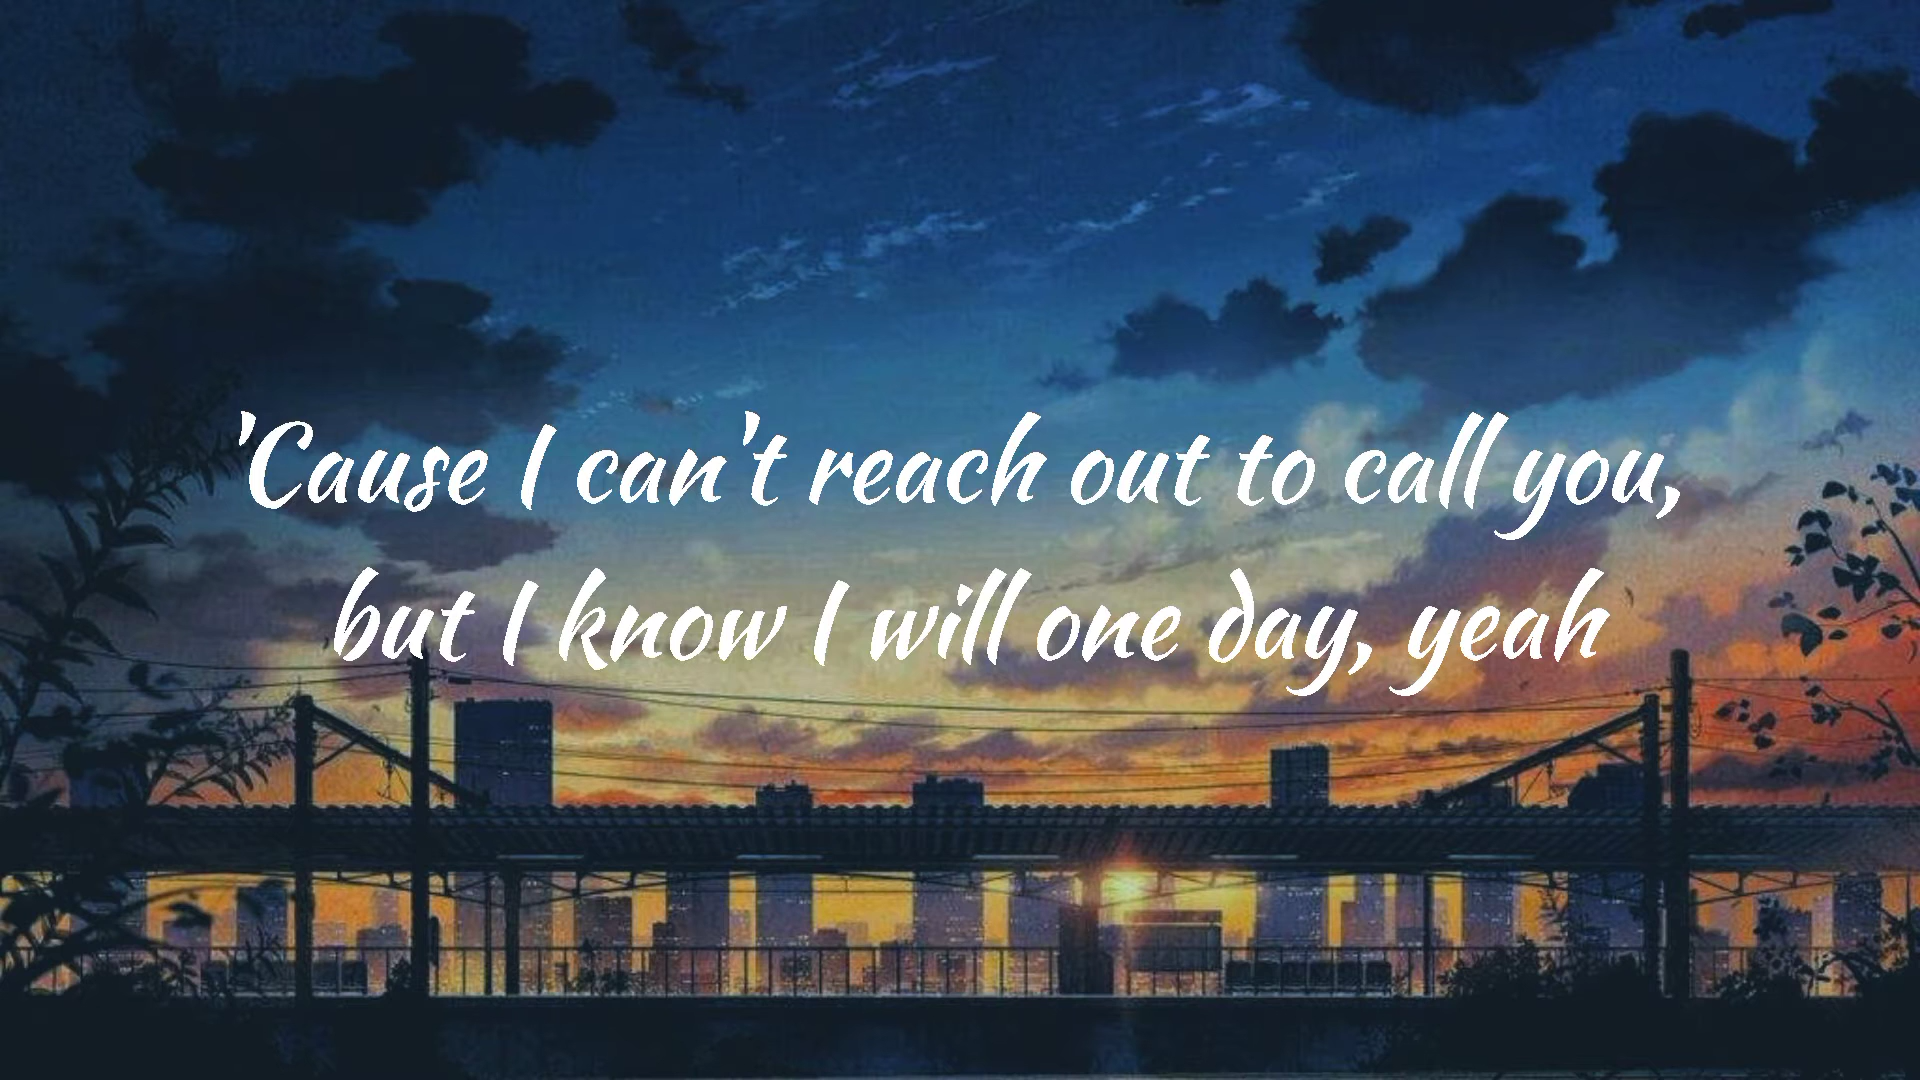 'Cause I can't reach out to call you,
but I know I will one day, yeah